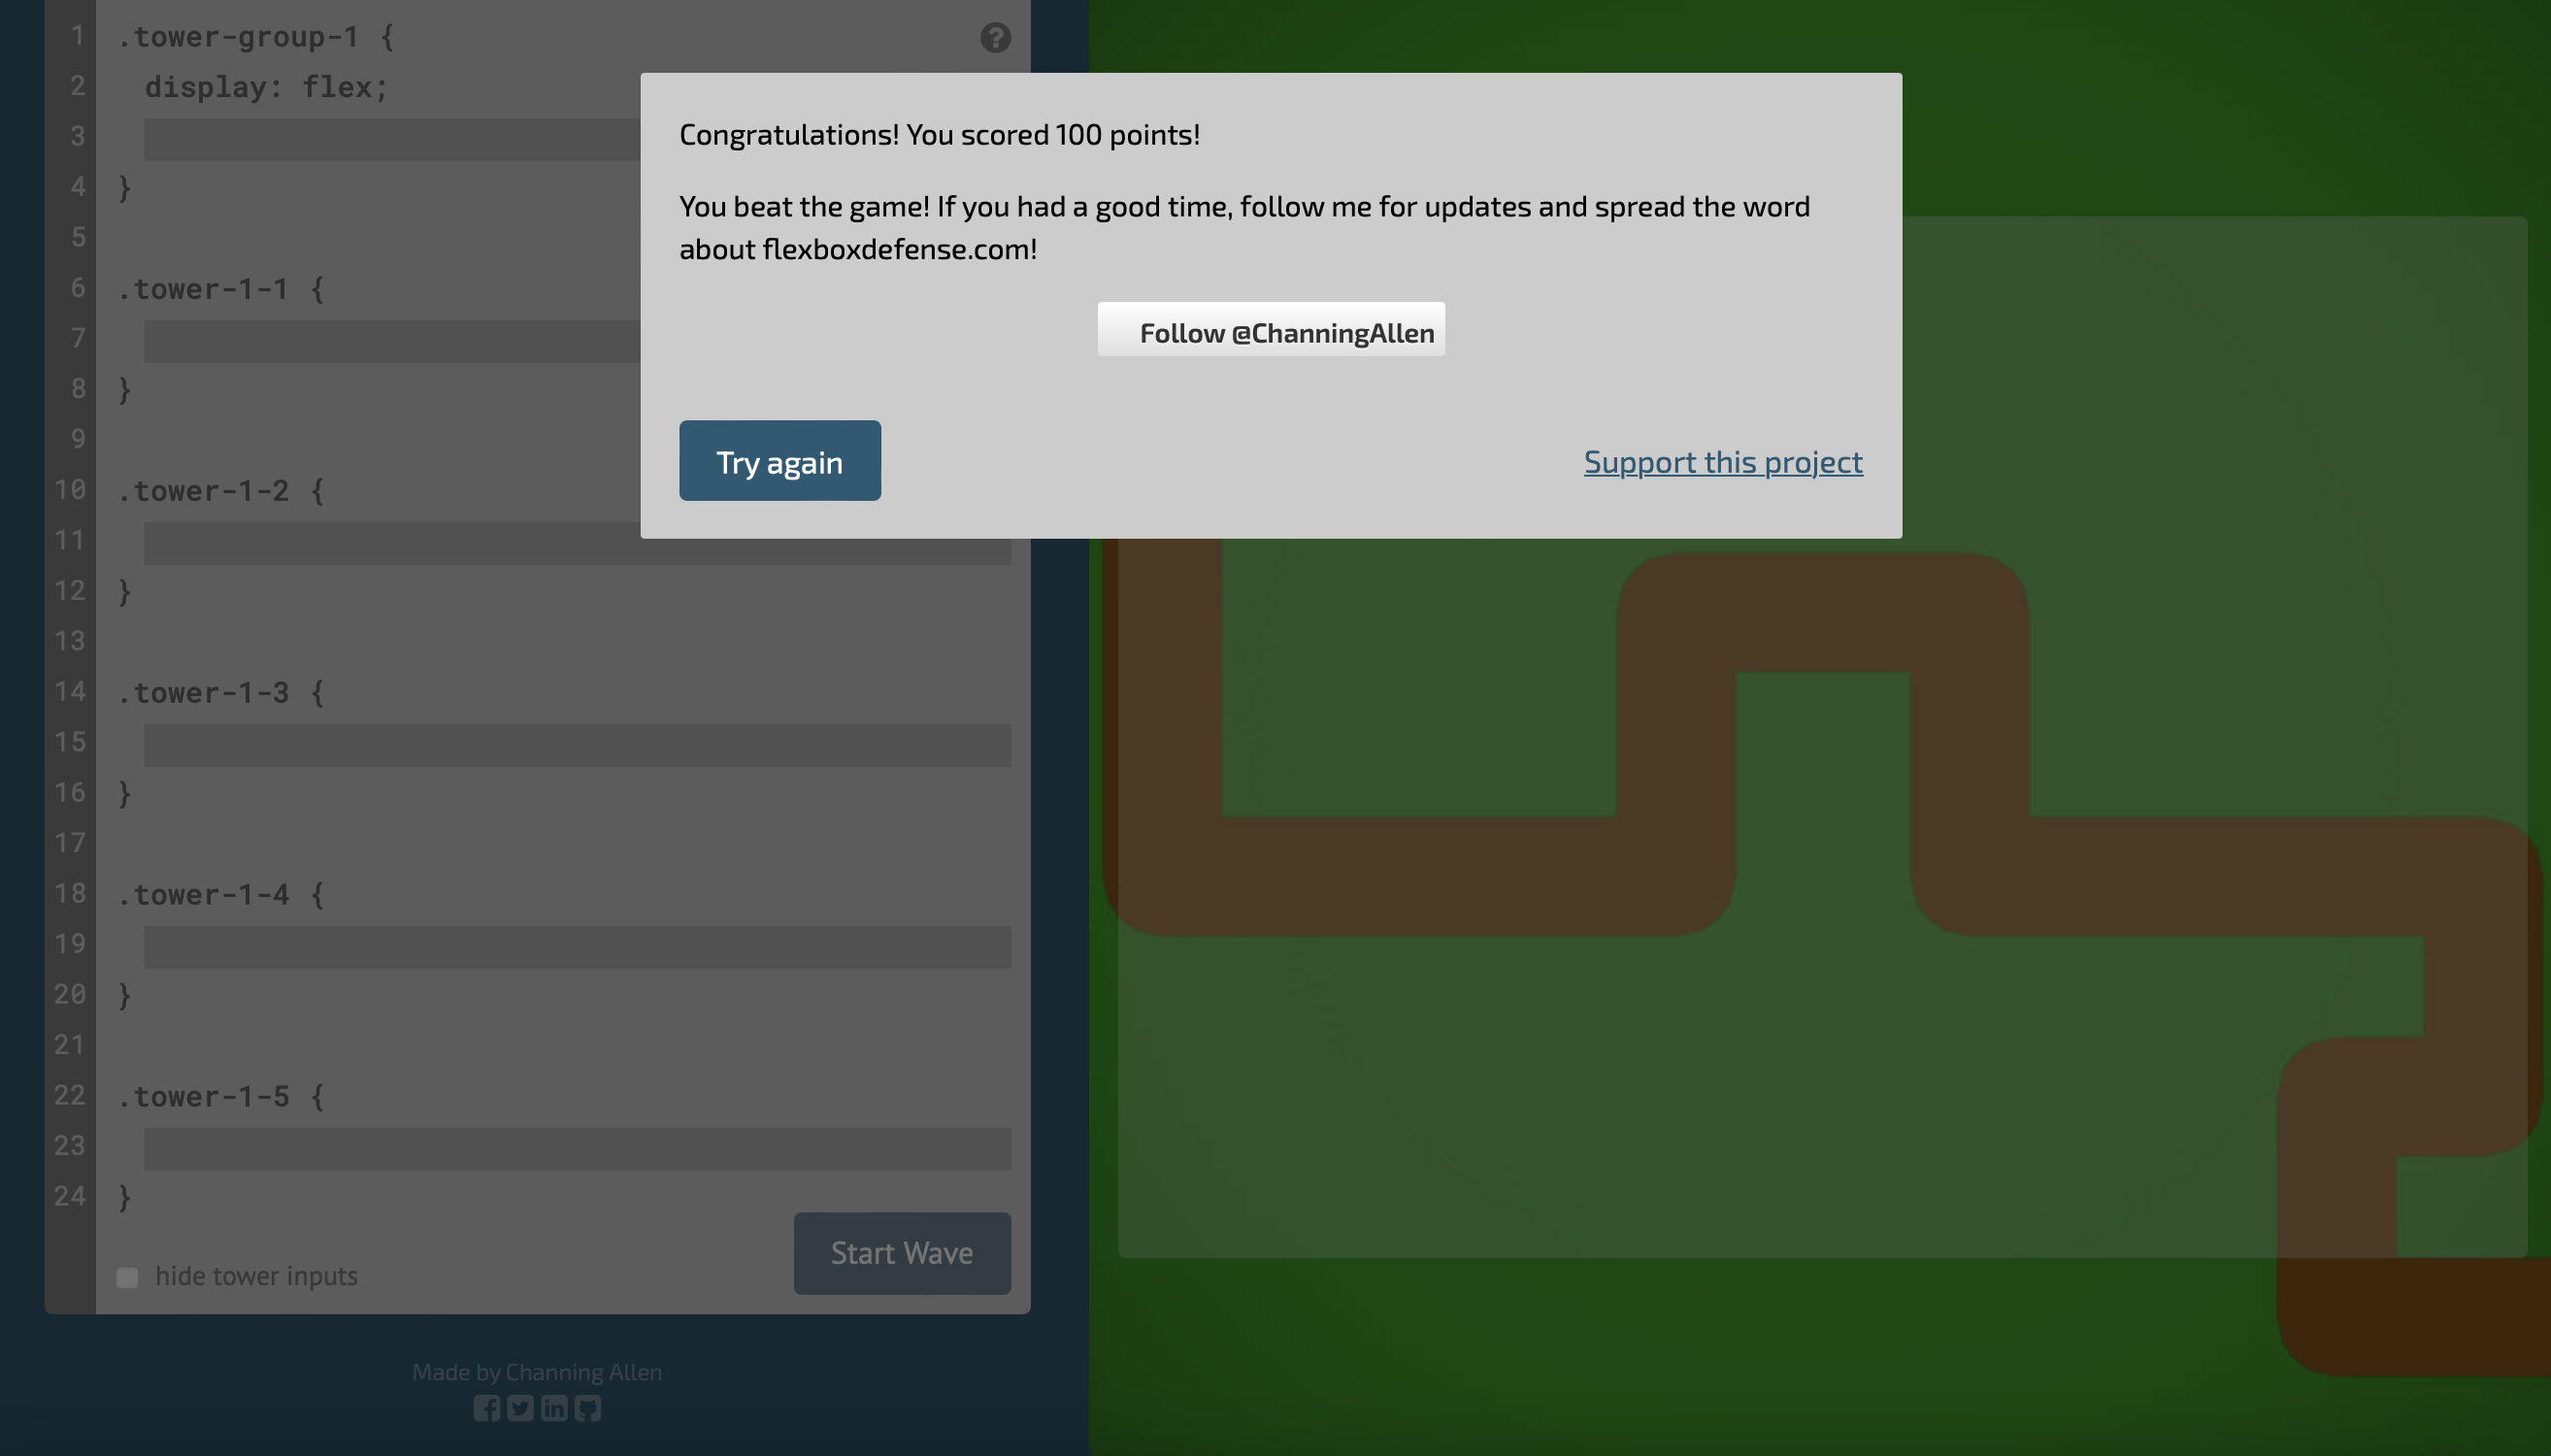 1 .tower-group-1 {
2 display: flex;
3
4 }
5
6 .tower-1-1 {
7
8 }
9
10 .tower-1-2 {
11
12 }
13
14 .tower-1-3 {
15
16 }
17
18 .tower-1-4 {
19
20 }
21
22 .tower-1-5 {
23
24 }
hide tower inputs
Start Wave
Made by Channing Allen
?
Congratulations! You scored 100 points!
You beat the game! If you had a good time, follow me for updates and spread the word
about flexboxdefense.com!
Follow @ChanningAllen
Try again
Support this project